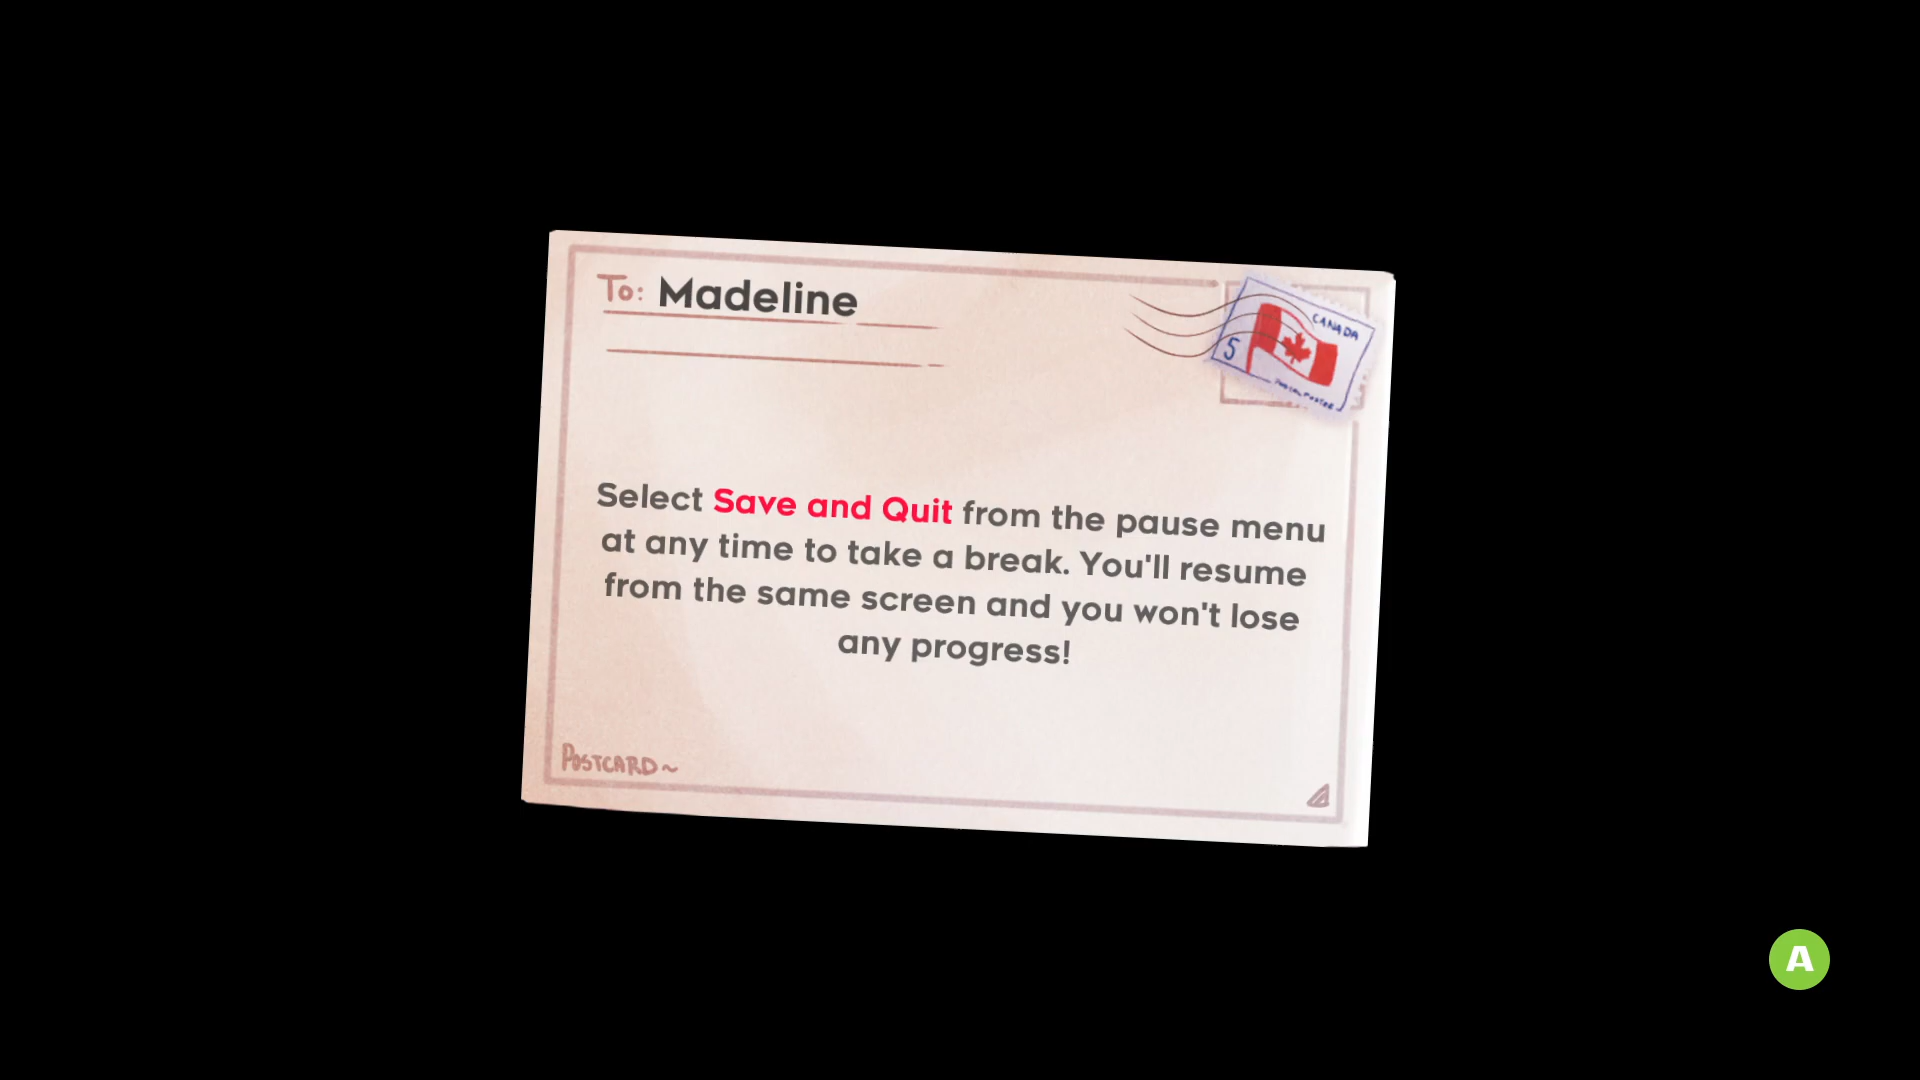 To: Madeline
CANADA
5
Select Save and Quit from the pause menu
at any time to take a break. You'll resume
from the same screen and you won't lose
any progress!
POSTCARD~
A